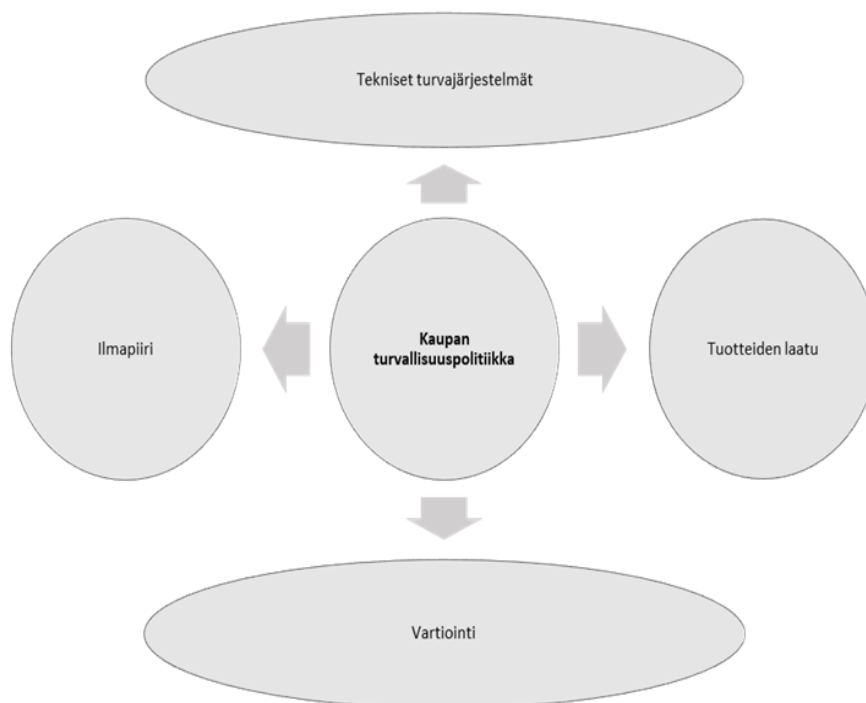 Tekniset turvajärjestelmät
Ilmapiiri
Kaupan
turvallisuuspolitiikka
Tuotteiden laatu
Vartiointi